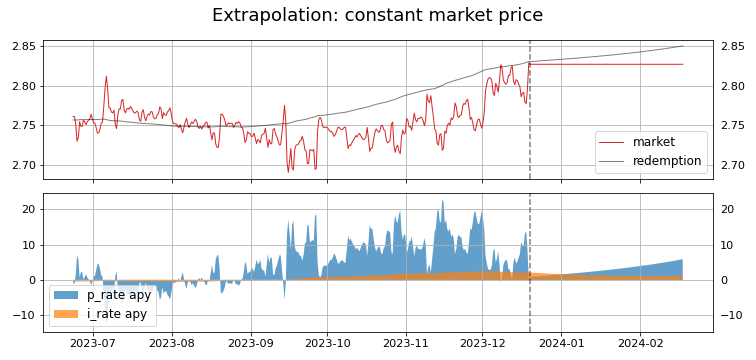 Extrapolation: constant market price
2.85 2.85
2.80 2.80
2.75 2.75
2.70 2.70
market
redemption
20 20
10 10
0 0
−10 −10
p_rate apy
i_rate apy
2023-07 2023-08 2023-09 2023-10 2023-11 2023-12 2024-01 2024-02